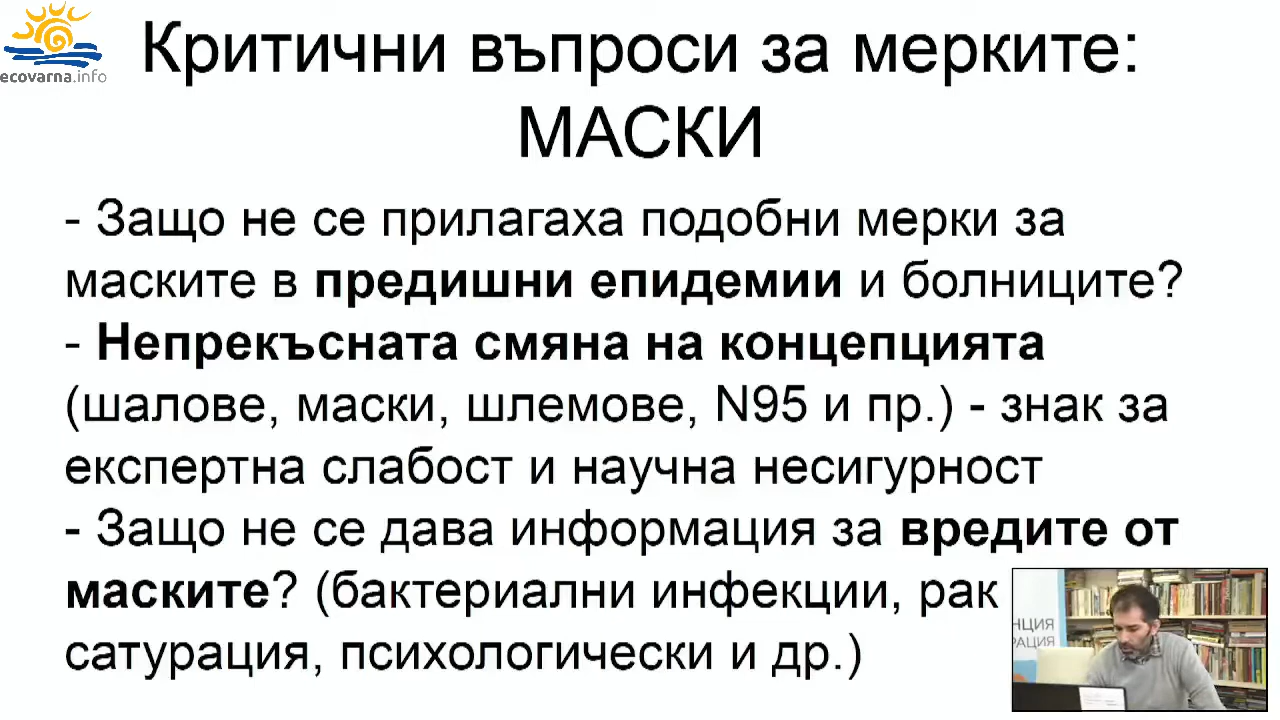 ecovarna.info
Критични въпроси за мерките:
МАСКИ
- Защо не се прилагаха подобни мерки за
маските в предишни епидемии и болниците?
- Непрекъсната смяна на концепцията
(шалове, маски, шлемове, N95 и пр.) - знак за
експертна слабост и научна несигурност
- Защо не се дава информация за вредите от
маските? (бактериални инфекции, рак
сатурация, психологически и др.)